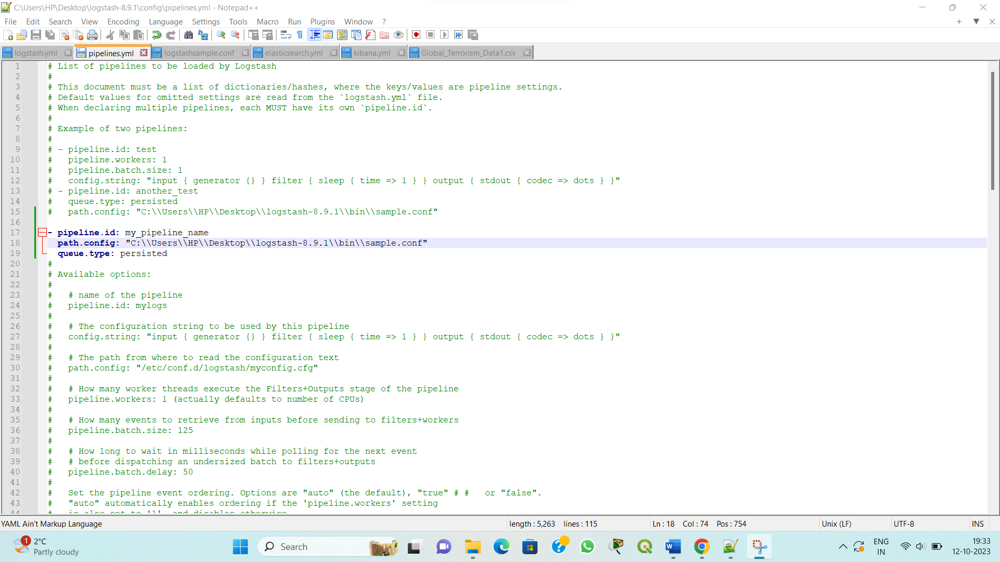 C:\Users\HP\Desktop\logstash-8.9.1\config\pipelines.yml - Notepad++
File Edit Search View Encoding Language Settings Tools Macro Run Plugins Window ?
logstash.yml pipelines.yml logstashsample.conf elasticsearch.yml kibana.yml Global_Terrorism_Data1.csv
1 # List of pipelines to be loaded by Logstash
2 #
3 # This document must be a list of dictionaries/hashes, where the keys/values are pipeline settings.
4 # Default values for omitted settings are read from the `logstash.yml` file.
5 # When declaring multiple pipelines, each MUST have its own `pipeline.id`.
6 #
7 # Example of two pipelines:
8 #
9 # - pipeline.id: test
10 #   pipeline.workers: 1
11 #   pipeline.batch.size: 1
12 #   config.string: "input { generator {} } filter { sleep { time => 1 } } output { stdout { codec => dots } }"
13 # - pipeline.id: another_test
14 #   queue.type: persisted
15 #   path.config: "C:\\Users\\HP\\Desktop\\logstash-8.9.1\\bin\\sample.conf"
16
17 - pipeline.id: my_pipeline_name
18   path.config: "C:\\Users\\HP\\Desktop\\logstash-8.9.1\\bin\\sample.conf"
19   queue.type: persisted
20 #
21 # Available options:
22 #
23 #   # name of the pipeline
24 #   pipeline.id: mylogs
25 #
26 #   # The configuration string to be used by this pipeline
27 #   config.string: "input { generator {} } filter { sleep { time => 1 } } output { stdout { codec => dots } }"
28 #
29 #   # The path from where to read the configuration text
30 #   path.config: "/etc/conf.d/logstash/myconfig.cfg"
31 #
32 #   # How many worker threads execute the Filters+Outputs stage of the pipeline
33 #   pipeline.workers: 1 (actually defaults to number of CPUs)
34 #
35 #   # How many events to retrieve from inputs before sending to filters+workers
36 #   pipeline.batch.size: 125
37 #
38 #   # How long to wait in milliseconds while polling for the next event
39 #   # before dispatching an undersized batch to filters+outputs
40 #   pipeline.batch.delay: 50
41 #
42 #   Set the pipeline event ordering. Options are "auto" (the default), "true" # #   or "false".
43 #   "auto" automatically enables ordering if the 'pipeline.workers' setting
44 #   is also set to '1', and disables otherwise.
YAML Ain't Markup Language length : 5,263 lines : 115 Ln : 18 Col : 74 Pos : 754 Unix (LF) UTF-8 INS
1 2°C
Partly cloudy
Search
ENG
IN
19:33
12-10-2023